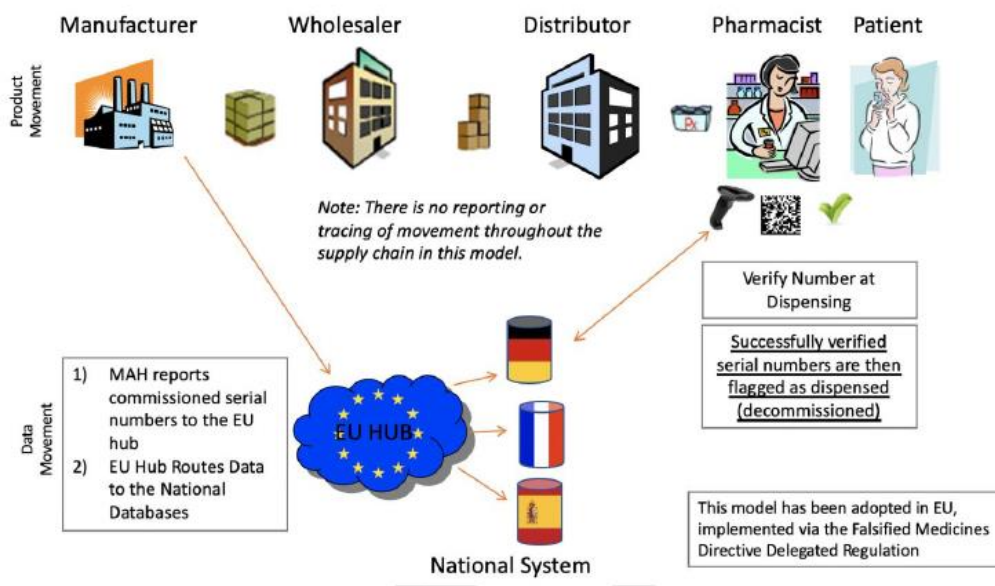 Manufacturer
Wholesaler
Distributor
Pharmacist
Patient
Product
Movement
Rx
Note: There is no reporting or
tracing of movement throughout the
supply chain in this model.
Verify Number at
Dispensing
Successfully verified
serial numbers are then
flagged as dispensed
(decommissioned)
Data
Movement
1) MAH reports
commissioned serial
numbers to the EU
hub
2) EU Hub Routes Data
to the National
Databases
EU HUB
National System
This model has been adopted in EU,
implemented via the Falsified Medicines
Directive Delegated Regulation